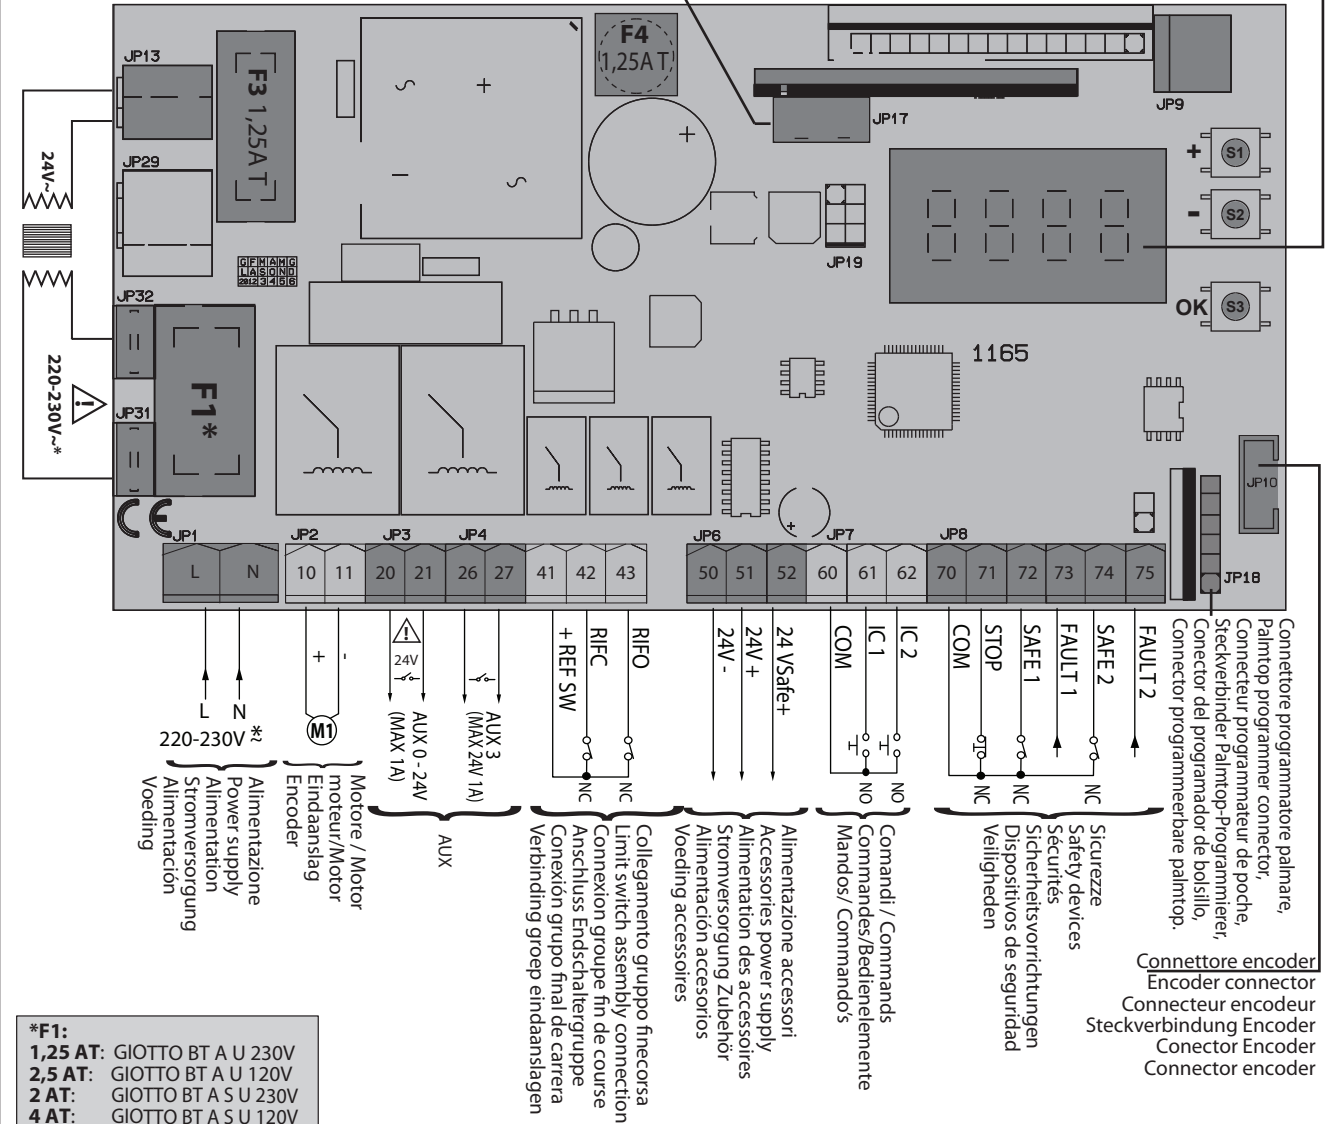 JP13
F3 1,25A T
F4
1,25A T
JP9
JP17
+ S1
- S2
OK S3
JP29
24V~
JP19
G F M A M G
L A S O N D
2012 3 4 5 6
JP32
220-230V~*
F1*
JP31
1165
JP10
CE
JP1
JP2
JP3
JP4
JP6
JP7
JP8
JP18
L N
10 11
20 21
26 27
41 42 43
50 51 52
60 61 62
70 71 72 73 74 75
L N
220-230V ~*
Alimentazione
Power supply
Alimentation
Stromversorgung
Alimentación
Voeding
+ -
M1
Motore / Motor
moteur/Motor
Eindaanslag
Encoder
24V
AUX 0 - 24V
(MAX 1A)
AUX 3
(MAX 24V 1A)
AUX
+ REF SW
RIFC
RIFO
NC
NC
Collegamento gruppo finecorsa
Limit switch assembly connection
Connexion groupe fin de course
Anschluss Endschaltergruppe
Conexión grupo final de carrera
Verbinding groep eindaanslagen
24V -
24V +
24 VSafe+
Alimentazione accessori
Accessories power supply
Alimentation des accessoires
Stromversorgung Zubehör
Alimentación accesorios
Voeding accessoires
COM
IC 1
IC 2
NO
NO
Comandi / Commands
Commandes/Bedienelemente
Mandos/ Commando's
COM
STOP
SAFE 1
FAULT 1
SAFE 2
FAULT 2
NC
NC
NC
Sicurezze
Safety devices
Sécurités
Sicherheitsvorrichtungen
Dispositivos de seguridad
Veiligheden
Connettore programmatore palmare,
Palmtop programmer connector,
Connecteur programmateur de poche,
Steckverbinder Palmtop-Programmierer,
Conector del programador de bolsillo,
Connector programmeerbare palmtop.
Connettore encoder
Encoder connector
Connecteur encodeur
Steckverbindung Encoder
Conector Encoder
Connector encoder
*F1:
1,25 AT: GIOTTO BT A U 230V
2,5 AT: GIOTTO BT A U 120V
2 AT: GIOTTO BT A S U 230V
4 AT: GIOTTO BT A S U 120V